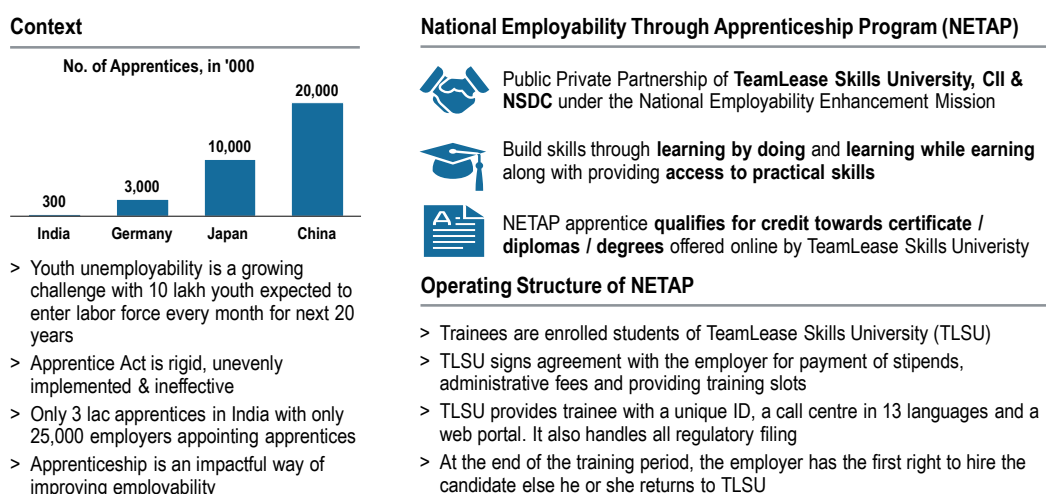 Context
No. of Apprentices, in '000
20,000
10,000
3,000
300
India
Germany
Japan
China
> Youth unemployability is a growing
challenge with 10 lakh youth expected to
enter labor force every month for next 20
years
> Apprentice Act is rigid, unevenly
implemented & ineffective
> Only 3 lac apprentices in India with only
25,000 employers appointing apprentices
> Apprenticeship is an impactful way of
improving employability
National Employability Through Apprenticeship Program (NETAP)
Public Private Partnership of TeamLease Skills University, CII &
NSDC under the National Employability Enhancement Mission
Build skills through learning by doing and learning while earning
along with providing access to practical skills
A-
NETAP apprentice qualifies for credit towards certificate /
diplomas / degrees offered online by TeamLease Skills Univeristy
Operating Structure of NETAP
> Trainees are enrolled students of TeamLease Skills University (TLSU)
> TLSU signs agreement with the employer for payment of stipends,
administrative fees and providing training slots
> TLSU provides trainee with a unique ID, a call centre in 13 languages and a
web portal. It also handles all regulatory filing
> At the end of the training period, the employer has the first right to hire the
candidate else he or she returns to TLSU